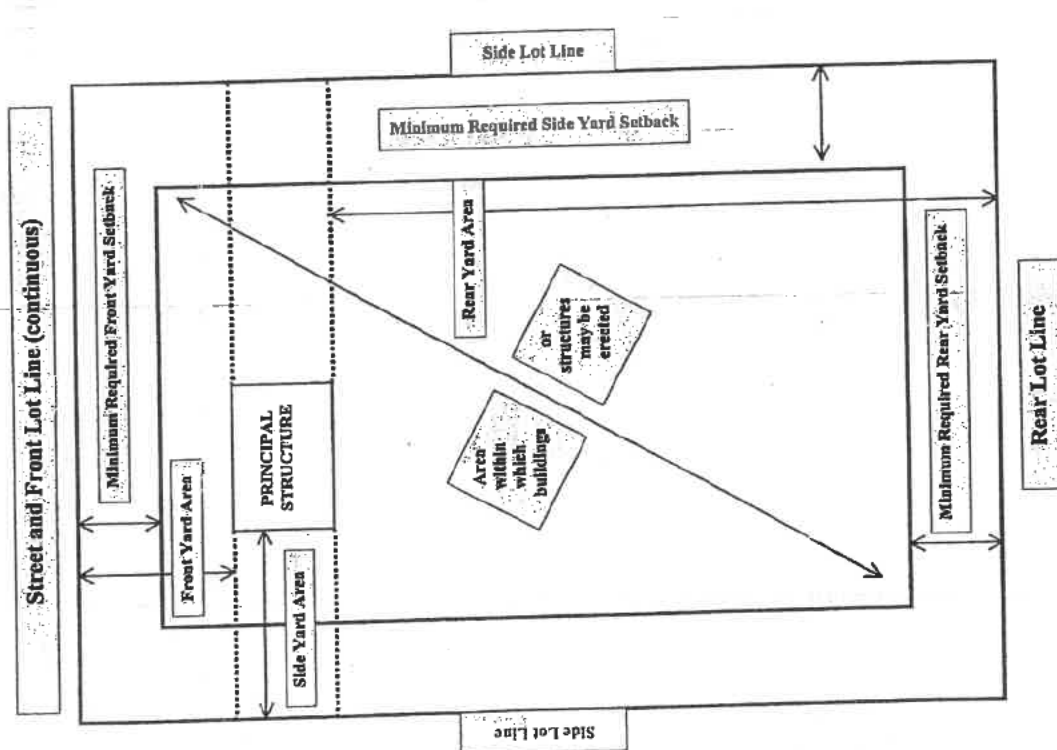 Side Lot Line
Street and Front Lot Line (continuous)
Minimum Required Side Yard Setback
Minimum Required Front Yard Setback
Rear Yard Area
or
structures
may be
erected
Minimum Required Rear Yard Setback
Rear Lot Line
PRINCIPAL
STRUCTURE
Area
within
which
buildings
Front Yard Area
Side Yard Area
Side Lot Line